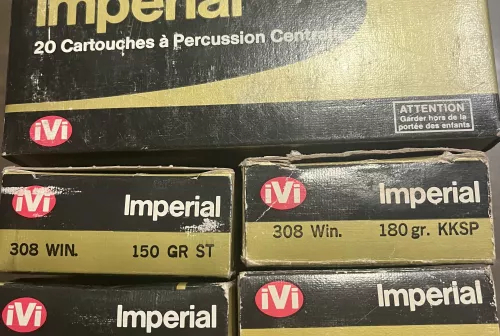 Imperial
20 Cartouches à Percussion Centrale
ATTENTION
Garder hors de la
portée des enfants
iVi
iVi
Imperial
308 WIN.
150 GR ST
iVi
Imperial
308 Win.
180 gr. KKSP
iVi
Imperial
iVi
Imperial